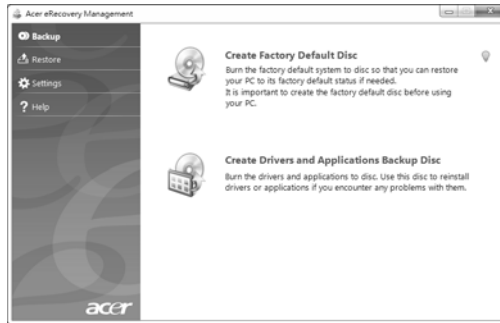 Acer eRecovery Management
Backup
Restore
Settings
Help
Create Factory Default Disc
Burn the factory default system to disc so that you can restore
your PC to its factory default status if needed.
It is important to create the factory default disc before using
your PC.
Create Drivers and Applications Backup Disc
Burn the drivers and applications to disc. Use this disc to reinstall
drivers or applications if you encounter any problems with them.
acer